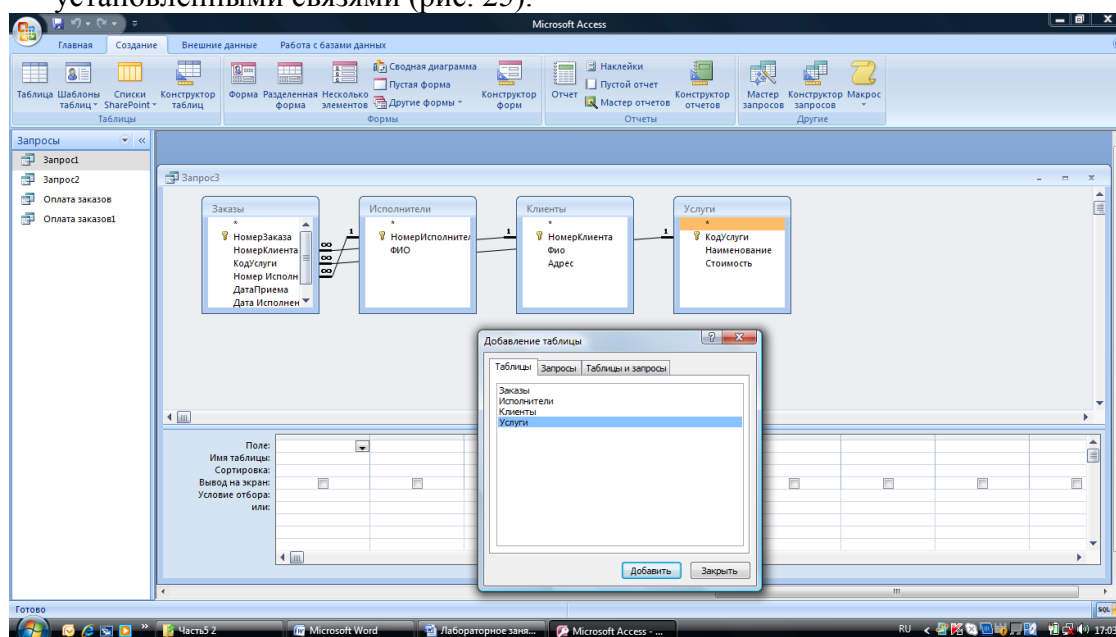 установленными связями (рис. 25).
Microsoft Access
Главная Создание Внешние данные Работа с базами данных
Таблица Шаблоны таблиц Списки SharePoint Конструктор таблиц
Таблицы
Форма Разделенная форма Несколько элементов Сводная диаграмма
Пустая форма
Другие формы
Конструктор форм
Формы
Отчет Наклейки
Пустой отчет
Мастер отчетов
Конструктор отчетов
Отчеты
Мастер запросов Конструктор запросов Макрос
Другие
Запросы
Запрос1
Запрос2
Оплата заказов
Оплата заказов1
Запрос3
Заказы
*
НомерЗаказа
НомерКлиента
КодУслуги
Номер Исполн
ДатаПриема
Дата Исполнен
Исполнители
*
НомерИсполнител
ФИО
Клиенты
*
НомерКлиента
Фио
Адрес
Услуги
*
КодУслуги
Наименование
Стоимость
1 1 1
∞
∞
∞
Добавление таблицы
Таблицы Запросы Таблицы и запросы
Заказы
Исполнители
Клиенты
Услуги
Добавить Закрыть
Поле:
Имя таблицы:
Сортировка:
Вывод на экран:
Условие отбора:
или:
Готово
SQL
Часть5 2 Microsoft Word Лабораторное заня... Microsoft Access - ...
RU